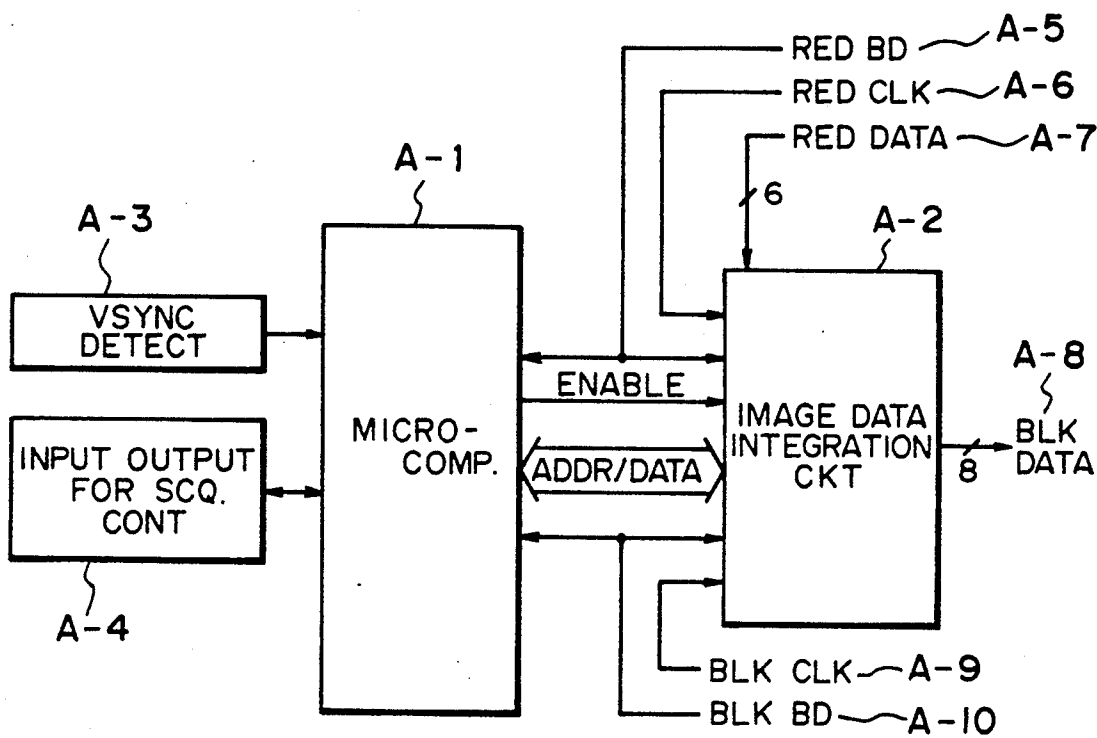 RED BD A-5
RED CLK A-6
RED DATA A-7
6
A-1
A-2
A-3
VSYNC
DETECT
ENABLE
MICRO-
COMP.
ADDR/DATA
IMAGE DATA
INTEGRATION
CKT
A-8
BLK
DATA
8
INPUT OUTPUT
FOR SCQ.
CONT
A-4
BLK CLK A-9
BLK BD A-10